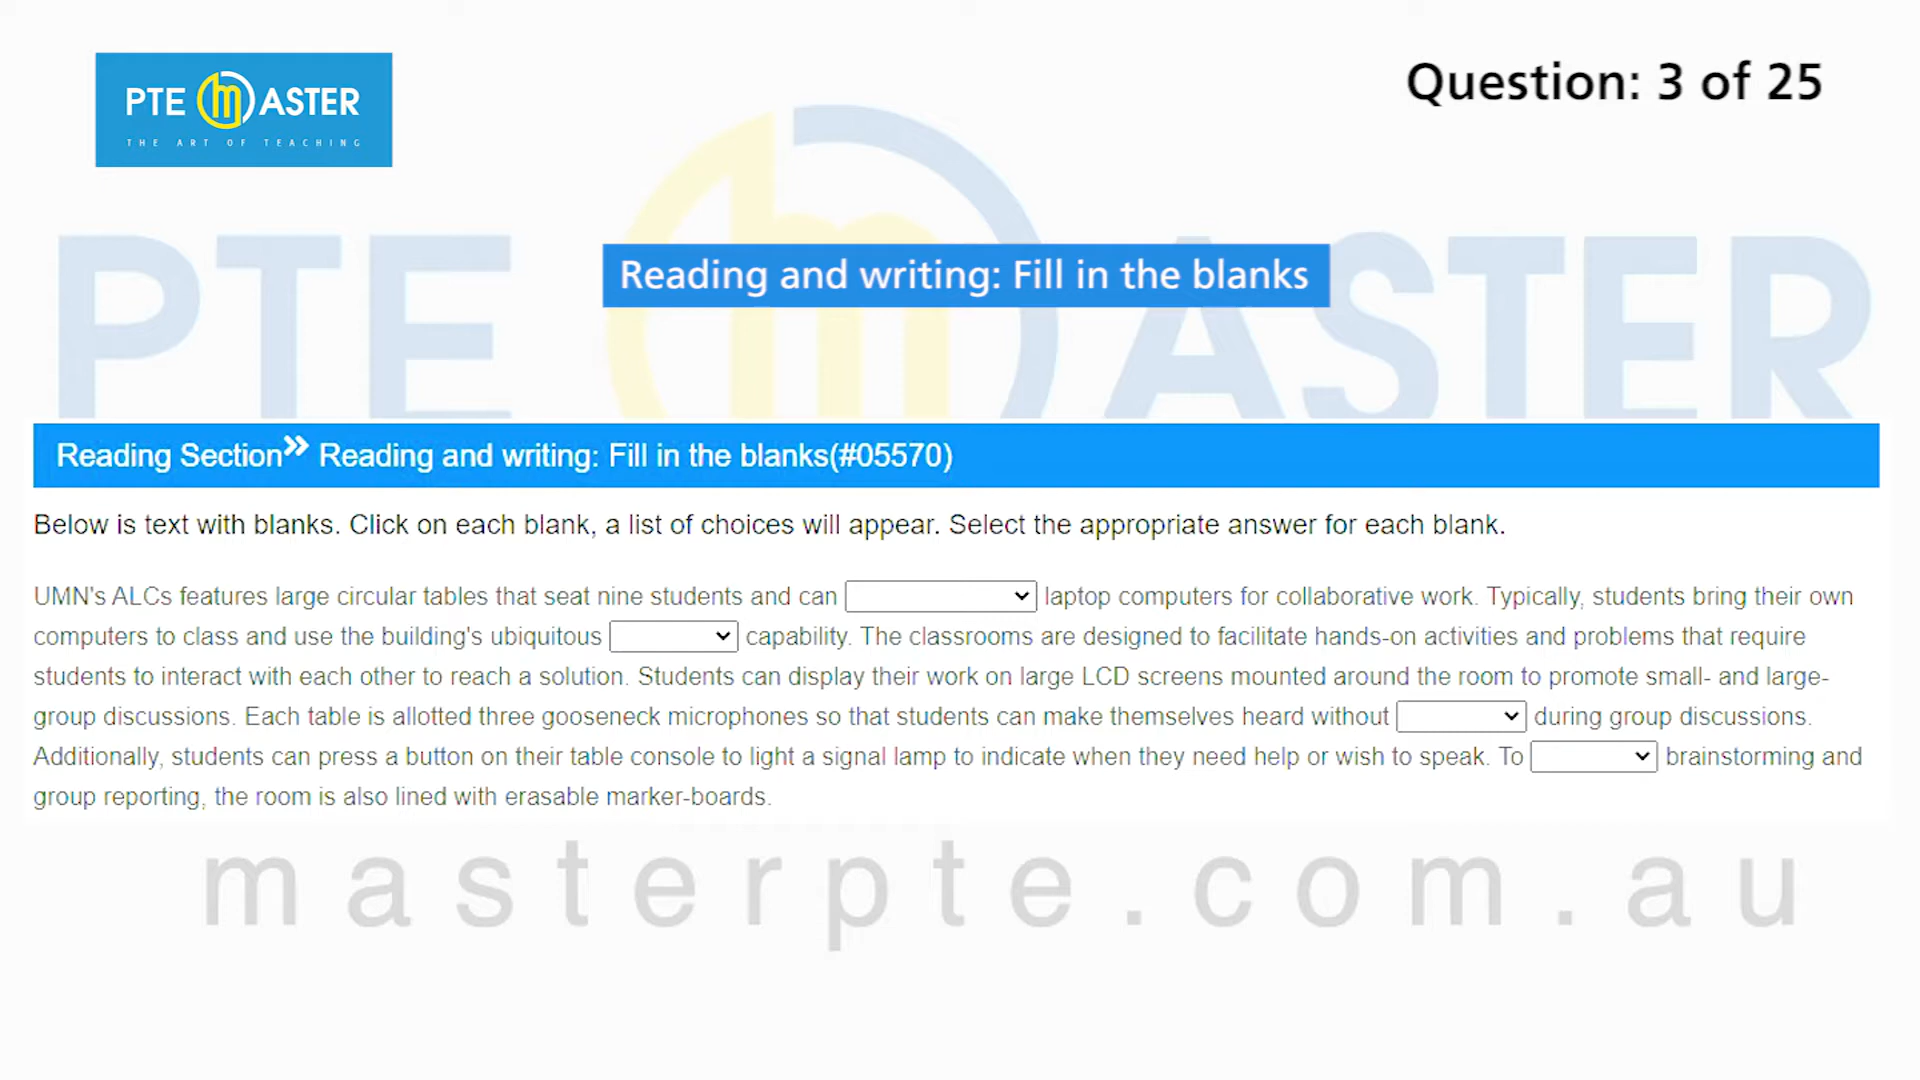 PTE MASTER
THE ART OF TEACHING
Question: 3 of 25
PTE MASTER
Reading and writing: Fill in the blanks
Reading Section» Reading and writing: Fill in the blanks(#05570)
Below is text with blanks. Click on each blank, a list of choices will appear. Select the appropriate answer for each blank.
UMN's ALCs features large circular tables that seat nine students and can laptop computers for collaborative work. Typically, students bring their own
computers to class and use the building's ubiquitous capability. The classrooms are designed to facilitate hands-on activities and problems that require
students to interact with each other to reach a solution. Students can display their work on large LCD screens mounted around the room to promote small- and large-
group discussions. Each table is allotted three gooseneck microphones so that students can make themselves heard without during group discussions.
Additionally, students can press a button on their table console to light a signal lamp to indicate when they need help or wish to speak. To brainstorming and
group reporting, the room is also lined with erasable marker-boards.
masterpte.com.au